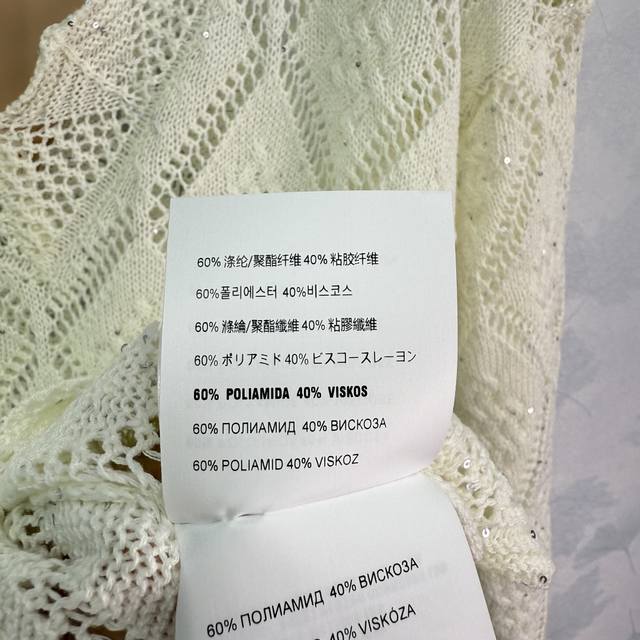 60% 涤纶/聚酯纤维 40% 粘胶纤维
60%폴리에스터 40%비스코스
60% 滌綸/聚酯纖維 40% 粘膠纖維
60% ポリアミド 40% ビスコースレーヨン
60% POLIAMIDA 40% VISKOS
60% ПОЛИАМИД 40% ВИСКОЗА
60% POLIAMID 40% VISKOZ
60% ПОЛИАМИД 40% ВИСКОЗА
40% VISKÓZA